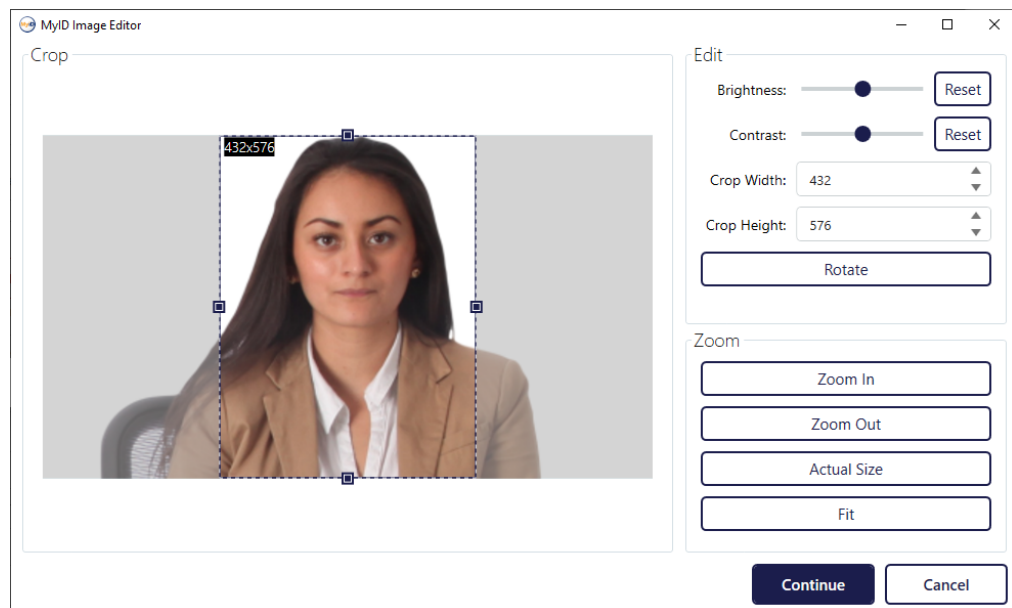 MyID Image Editor
Crop
432x576
Edit
Brightness:
Reset
Contrast:
Reset
Crop Width:
432
Crop Height:
576
Rotate
Zoom
Zoom In
Zoom Out
Actual Size
Fit
Continue
Cancel